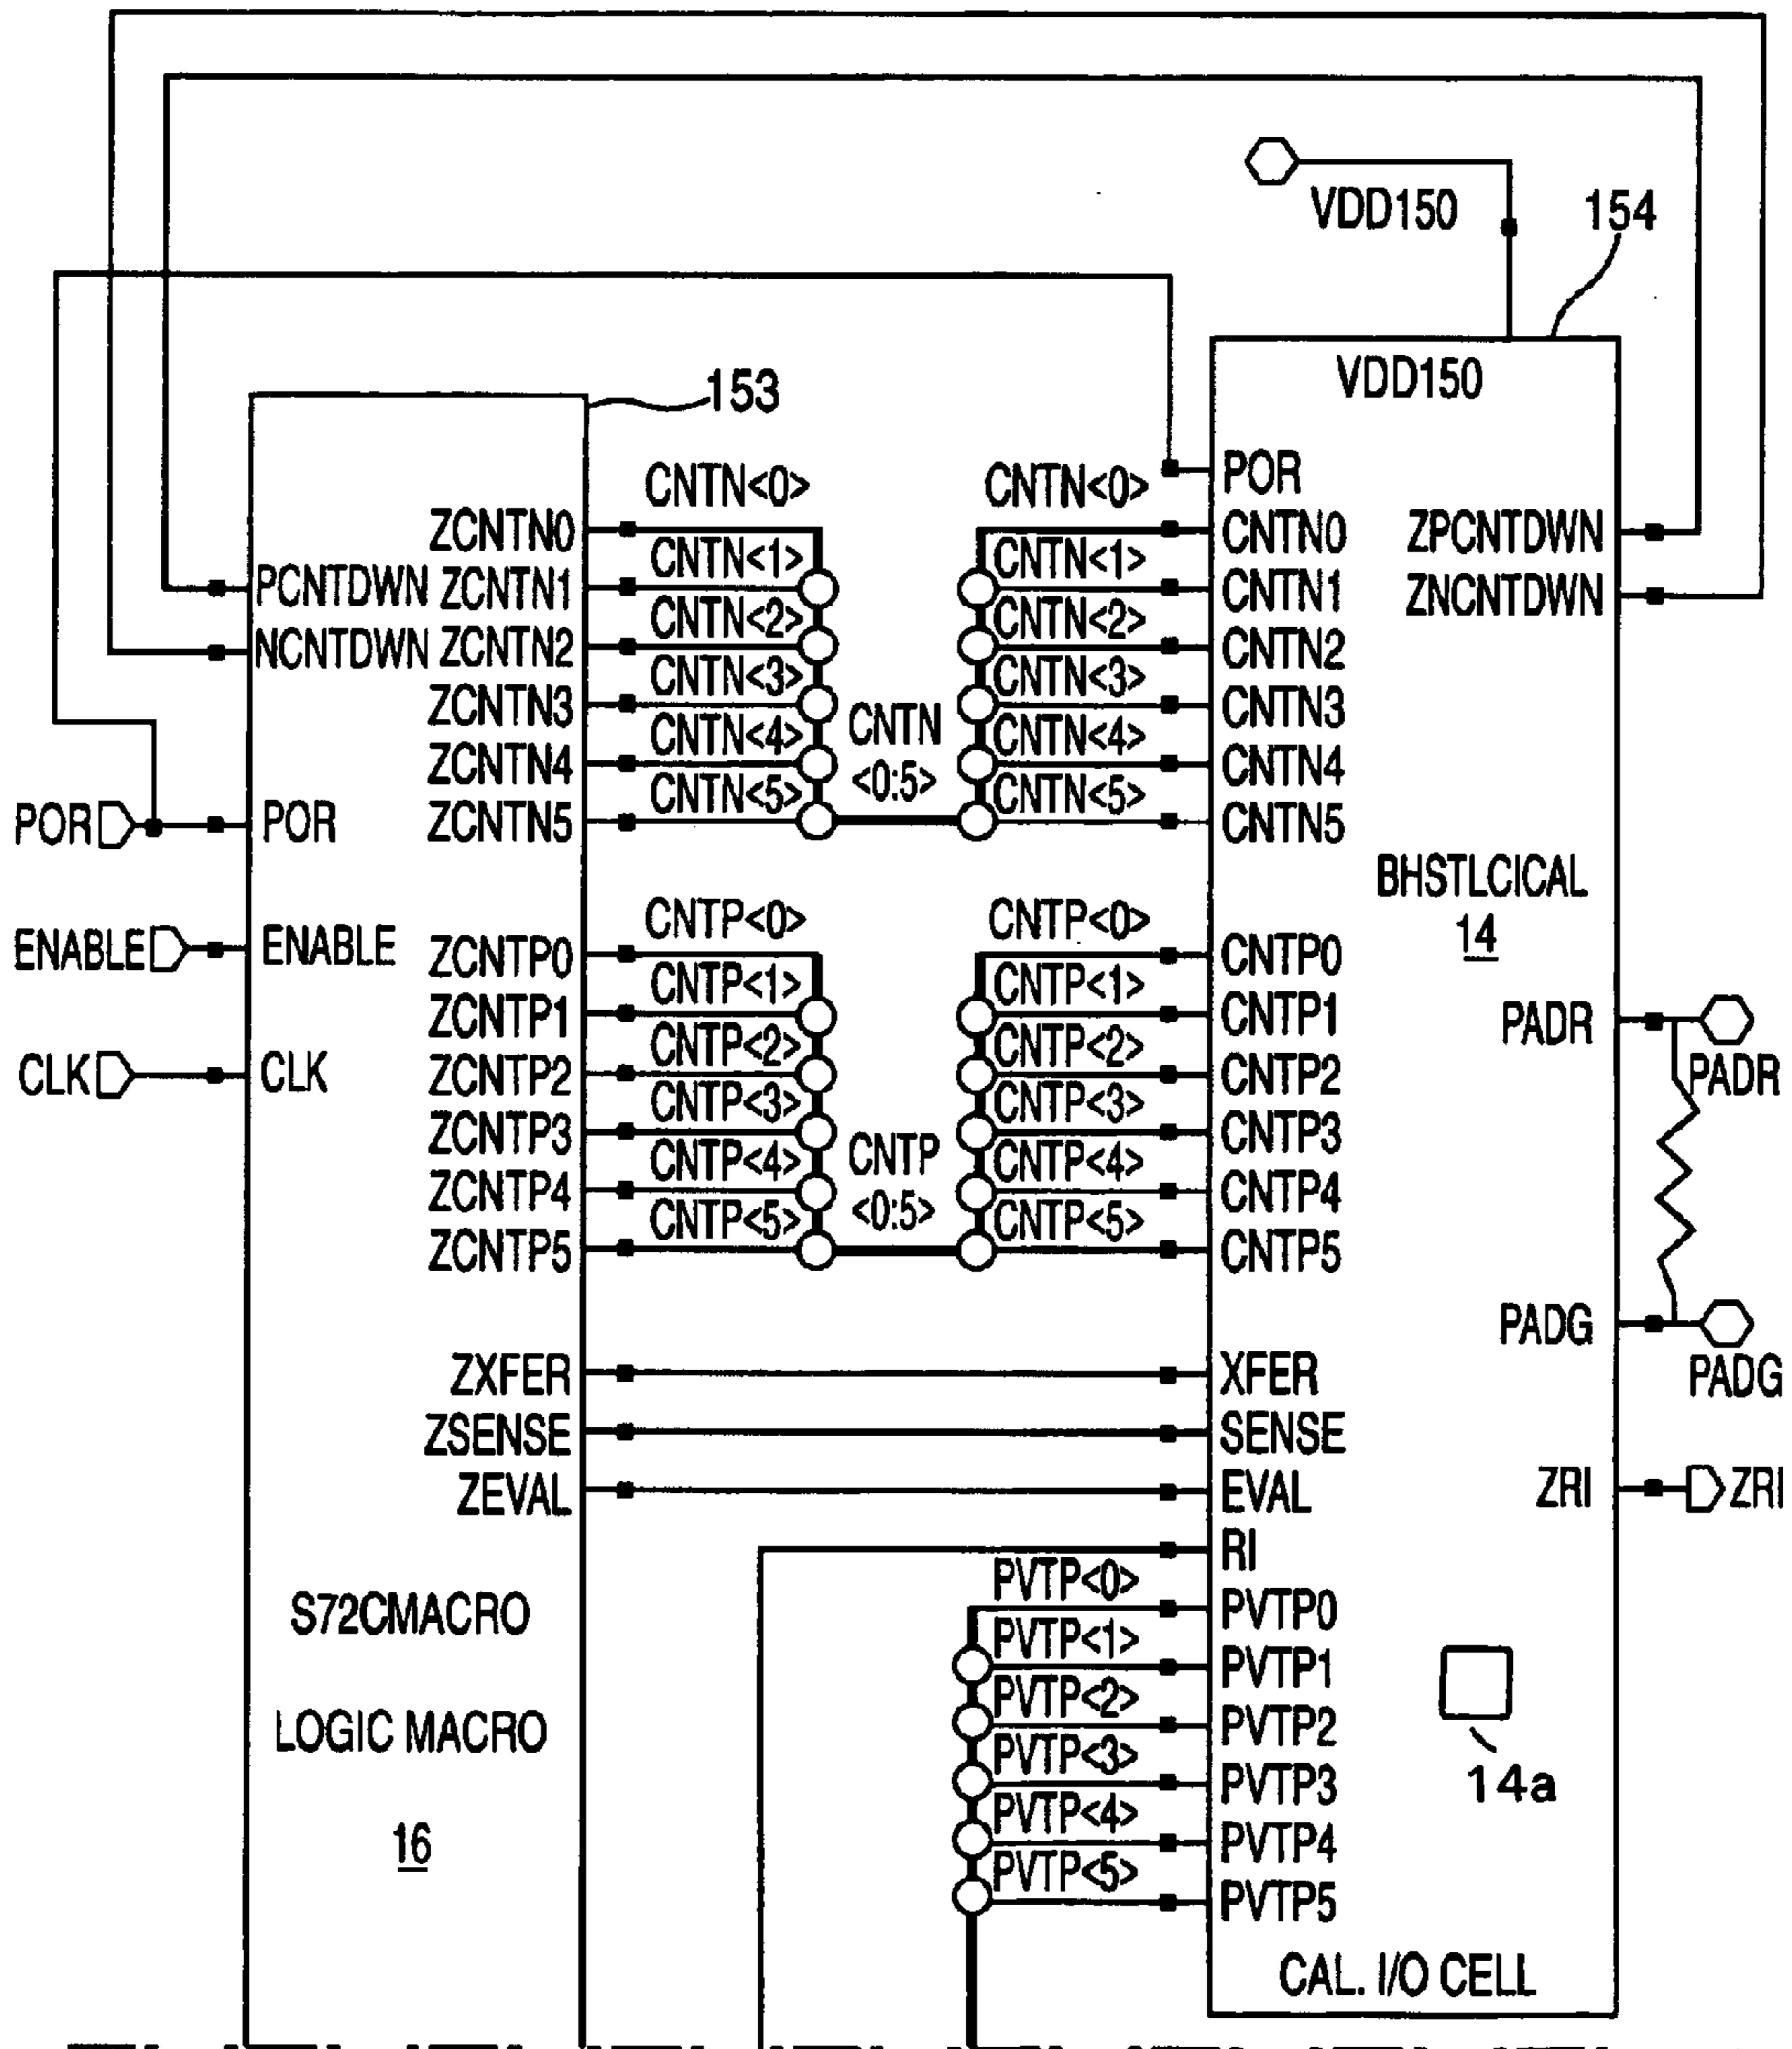 VDD150
154
153
VDD150
POR
CNTN<0> CNTN<0>
ZCNTN0 CNTN0 ZPCNTDWN
CNTN<1> CNTN<1>
PCNTDWN ZCNTN1 CNTN1 ZNCNTDWN
CNTN<2> CNTN<2>
NCNTDWN ZCNTN2 CNTN2
CNTN<3> CNTN<3>
ZCNTN3 CNTN3
CNTN<4> CNTN CNTN<4>
ZCNTN4 <0:5> CNTN4
CNTN<5> CNTN<5>
POR POR ZCNTN5 CNTN5
BHSTLCICAL
14
CNTP<0> CNTP<0>
ENABLE ENABLE ZCNTP0 CNTP0
CNTP<1> CNTP<1>
ZCNTP1 CNTP1 PADR
CNTP<2> CNTP<2>
CLK CLK ZCNTP2 CNTP2 PADR
CNTP<3> CNTP<3>
ZCNTP3 CNTP3
CNTP<4> CNTP CNTP<4>
ZCNTP4 <0:5> CNTP4
CNTP<5> CNTP<5>
ZCNTP5 CNTP5
PADG
ZXFER XFER PADG
ZSENSE SENSE
ZEVAL EVAL ZRI ZRI
RI
PVTP<0>
S72CMACRO PVTP0
PVTP<1>
PVTP1
PVTP<2>
LOGIC MACRO PVTP2
PVTP<3>
PVTP3 14a
PVTP<4>
16 PVTP4
PVTP<5>
PVTP5
CAL. I/O CELL